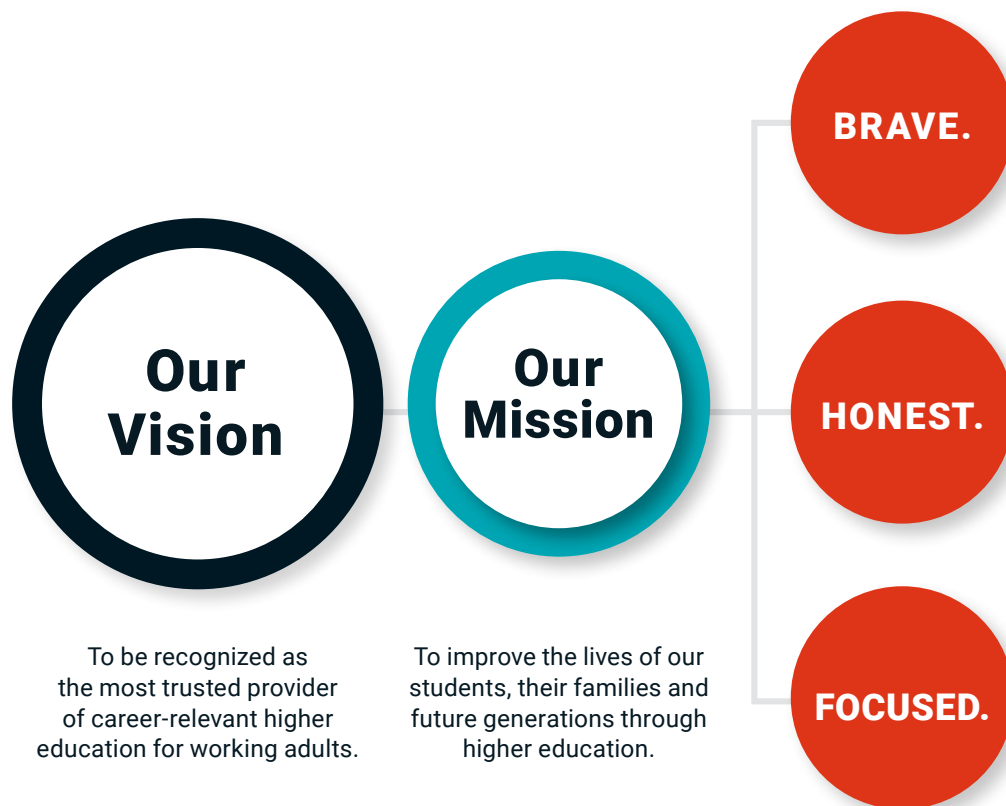 Our
Vision
To be recognized as
the most trusted provider
of career-relevant higher
education for working adults.
Our
Mission
To improve the lives of our
students, their families and
future generations through
higher education.
BRAVE.
HONEST.
FOCUSED.